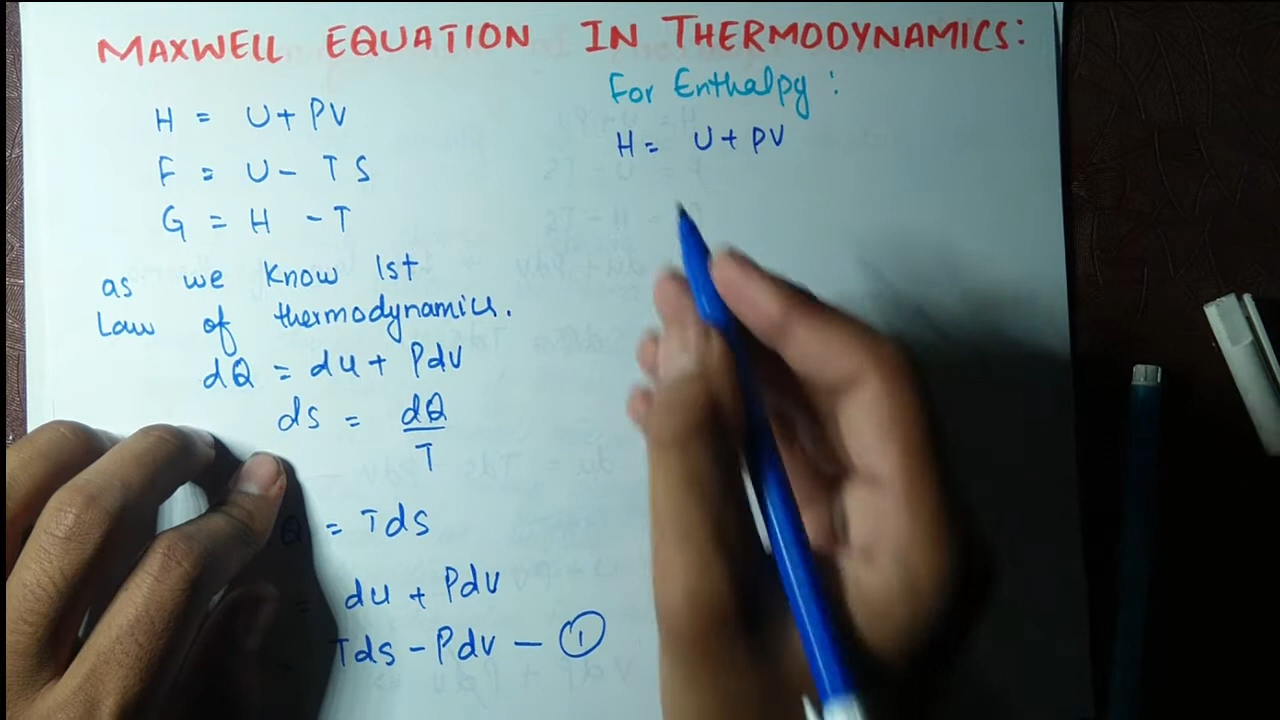 MAXWELL EQUATION IN THERMODYNAMICS:
H = U + PV
F = U - TS
G = H - T
as we know 1st
Law of thermodynamics.
dQ = du + Pdv
ds = dQ/T
Q = Tds
= du + Pdv
Tds - Pdv - ①
For Enthalpy :
H = U + PV